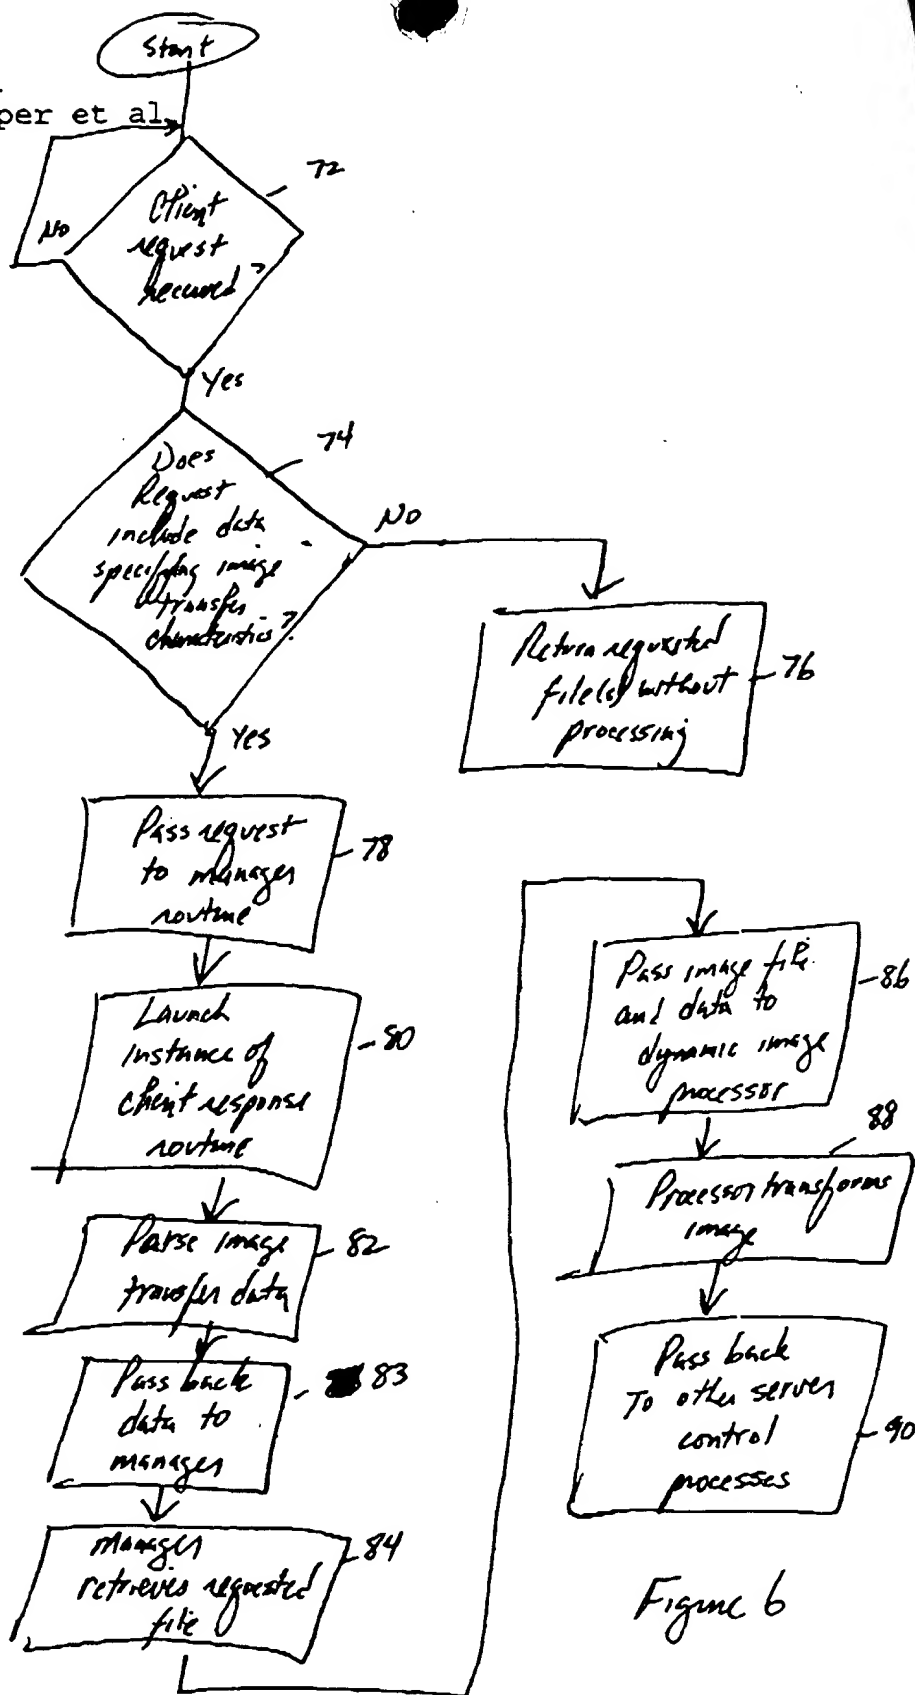 Start
per et al.
72
Client
request
received?
No
Yes
74
Does
Request
include data
specifying image
transfer
characteristics?
No
Return requested
file(s) without
processing
76
Yes
Pass request
to manager
routine
78
Launch
instance of
client response
routine
80
Parse image
transfer data
82
Pass back
data to
manager
83
manager
retrieves requested
file
84
Pass image file
and data to
dynamic image
processor
86
88
Processor transforms
image
Pass back
To other server
control
processes
90
Figure 6